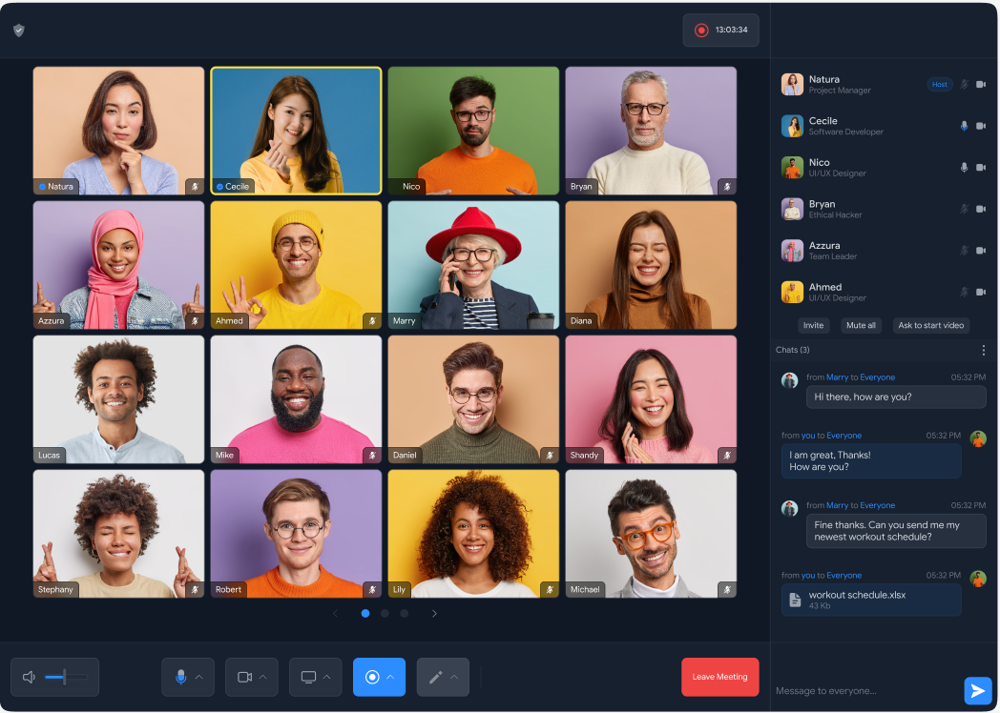 13:03:34
Natura
Cecile
Nico
Bryan
Azzura
Ahmed
Marry
Diana
Lucas
Mike
Daniel
Shandy
Stephany
Robert
Lily
Michael
Leave Meeting
Natura
Project Manager
Host
Cecile
Software Developer
Nico
UI/UX Designer
Bryan
Ethical Hacker
Azzura
Team Leader
Ahmed
UI/UX Designer
Invite
Mute all
Ask to start video
Chats (3)
from Marry to Everyone 05:32 PM
Hi there, how are you?
from you to Everyone 05:32 PM
I am great, Thanks!
How are you?
from Marry to Everyone 05:32 PM
Fine thanks. Can you send me my
newest workout schedule?
from you to Everyone 05:32 PM
workout schedule.xlsx
43 Kb
Message to everyone...